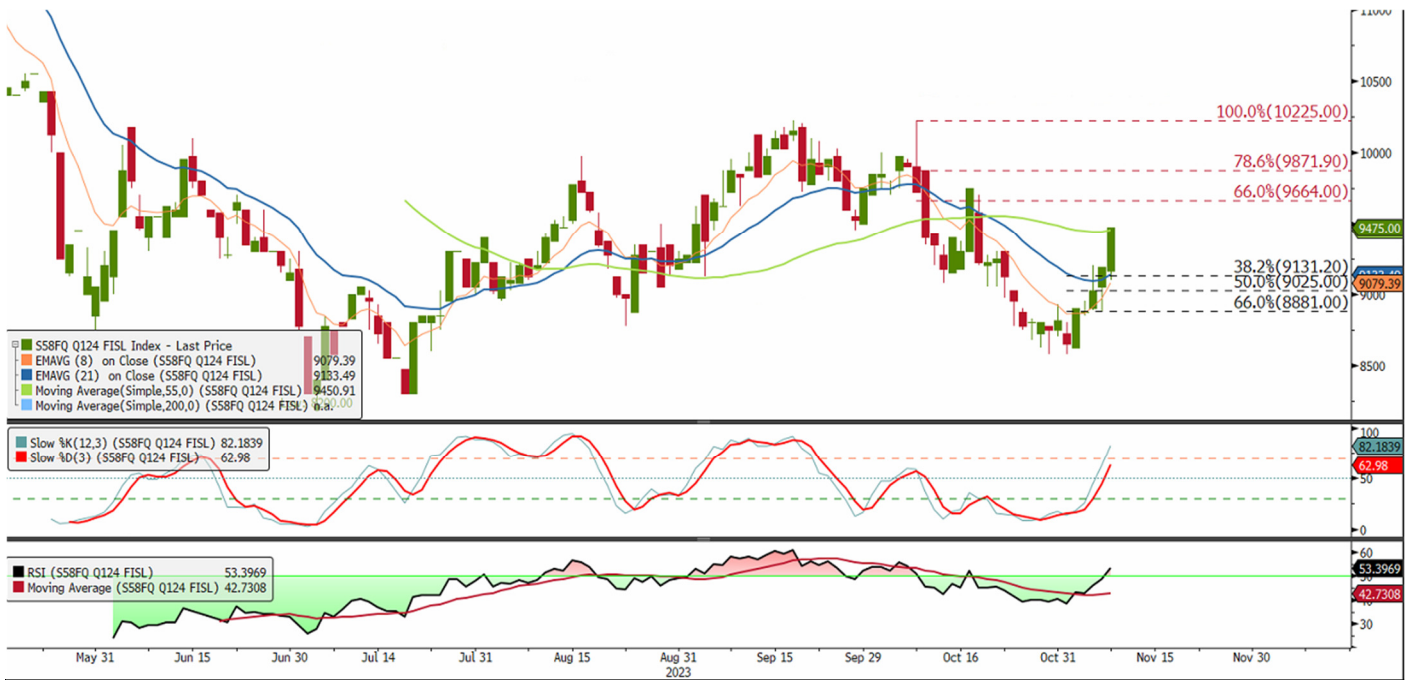 11000
10500
100.0%(10225.00)
10000
78.6%(9871.90)
66.0%(9664.00)
9475.00
38.2%(9131.20)
9133.49
50.0%(9025.00)
9079.39
9000
66.0%(8881.00)
8500
S58FQ Q124 FISL Index - Last Price
EMAVG (8) on Close (S58FQ Q124 FISL) 9079.39
EMAVG (21) on Close (S58FQ Q124 FISL) 9133.49
Moving Average(Simple,55,0) (S58FQ Q124 FISL) 9450.91
Moving Average(Simple,200,0) (S58FQ Q124 FISL) n.a.
100
Slow %K(12,3) (S58FQ Q124 FISL) 82.1839
Slow %D(3) (S58FQ Q124 FISL) 62.98
82.1839
62.98
50
0
60
RSI (S58FQ Q124 FISL) 53.3969
Moving Average (S58FQ Q124 FISL) 42.7308
53.3969
42.7308
30
May 31 Jun 15 Jun 30 Jul 14 Jul 31 Aug 15 Aug 31 Sep 15 Sep 29 Oct 16 Oct 31 Nov 15 Nov 30
2023